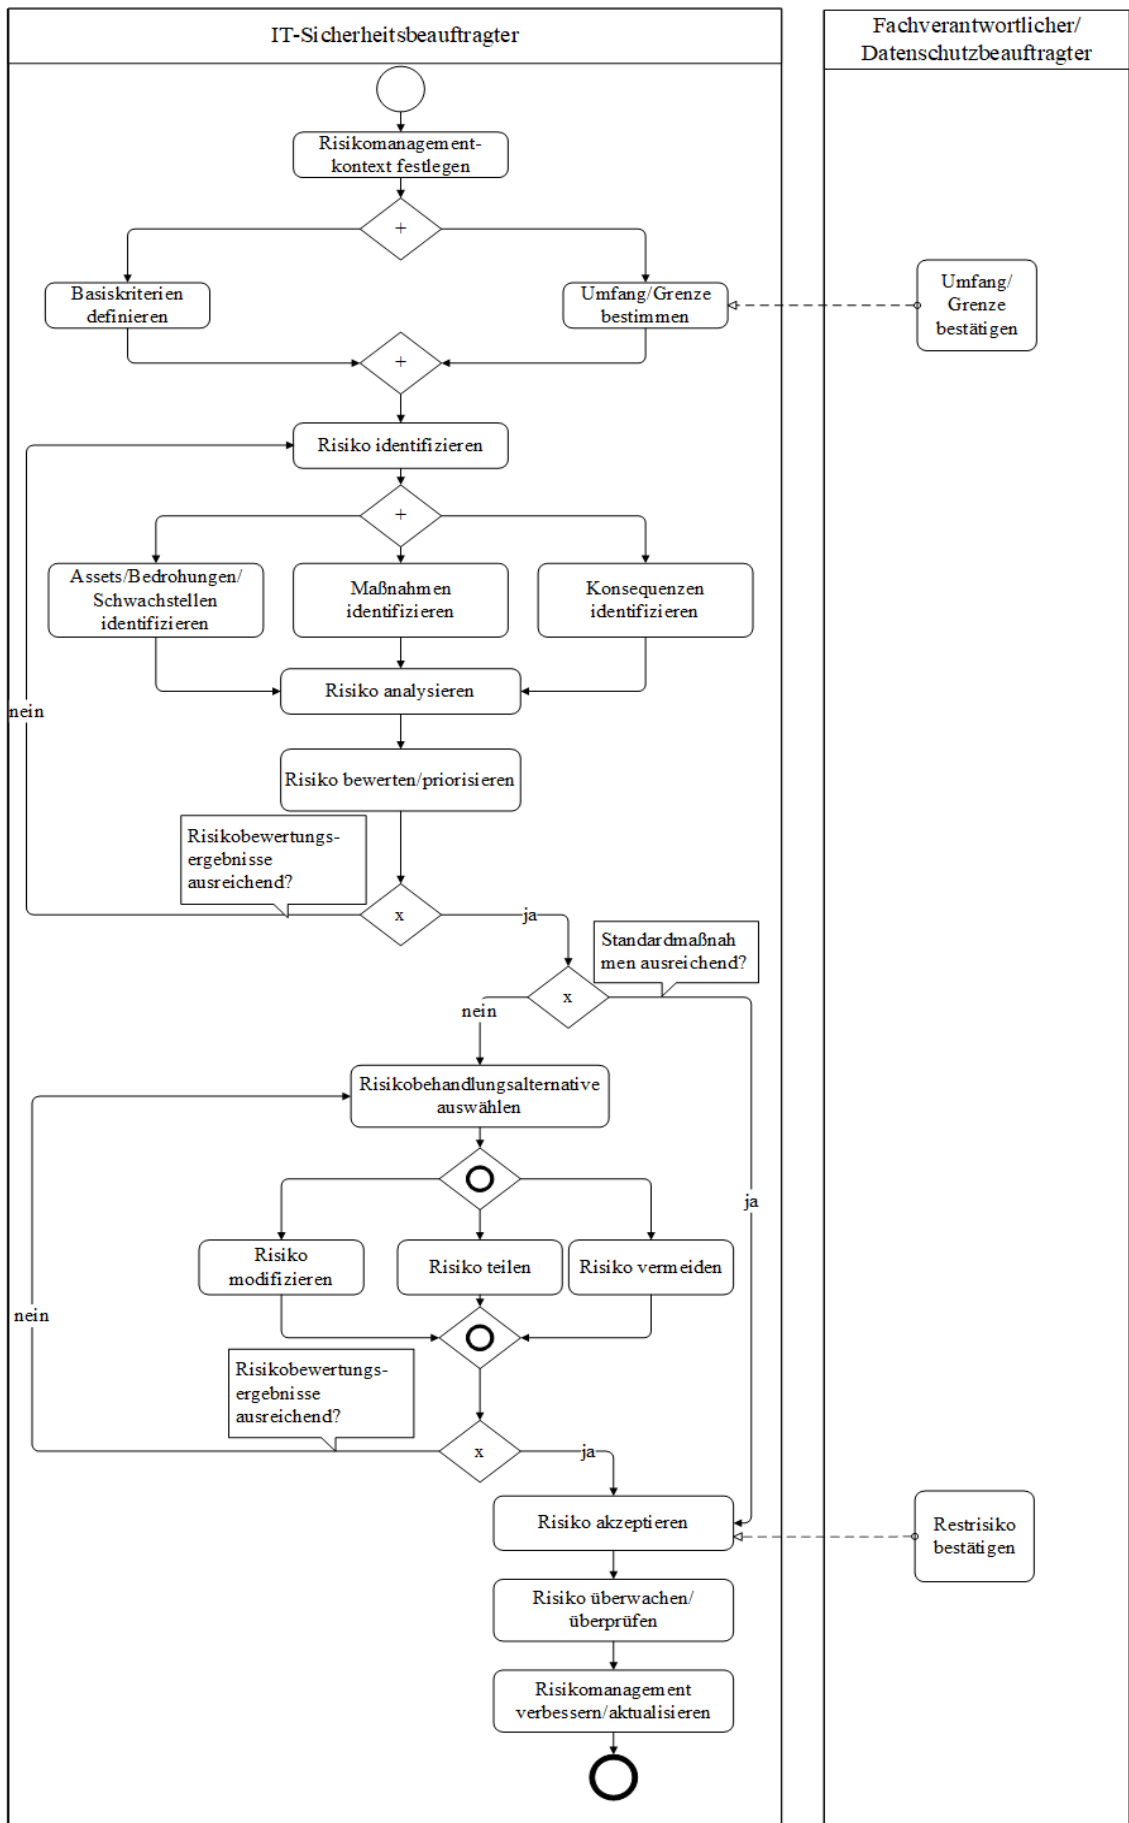 IT-Sicherheitsbeauftragter
Fachverantwortlicher/
Datenschutzbeauftragter
Risikomanagement-
kontext festlegen
+
Basiskriterien
definieren
Umfang/Grenze
bestimmen
Umfang/
Grenze
bestätigen
+
Risiko identifizieren
+
Assets/Bedrohungen/
Schwachstellen
identifizieren
Maßnahmen
identifizieren
Konsequenzen
identifizieren
Risiko analysieren
nein
Risiko bewerten/priorisieren
Risikobewertungs-
ergebnisse
ausreichend?
x
ja
Standardmaßnah
men ausreichend?
x
nein
Risikobehandlungsalternative
auswählen
ja
Risiko
modifizieren
Risiko teilen
Risiko vermeiden
nein
Risikobewertungs-
ergebnisse
ausreichend?
x
ja
Risiko akzeptieren
Restrisiko
bestätigen
Risiko überwachen/
überprüfen
Risikomanagement
verbessern/aktualisieren